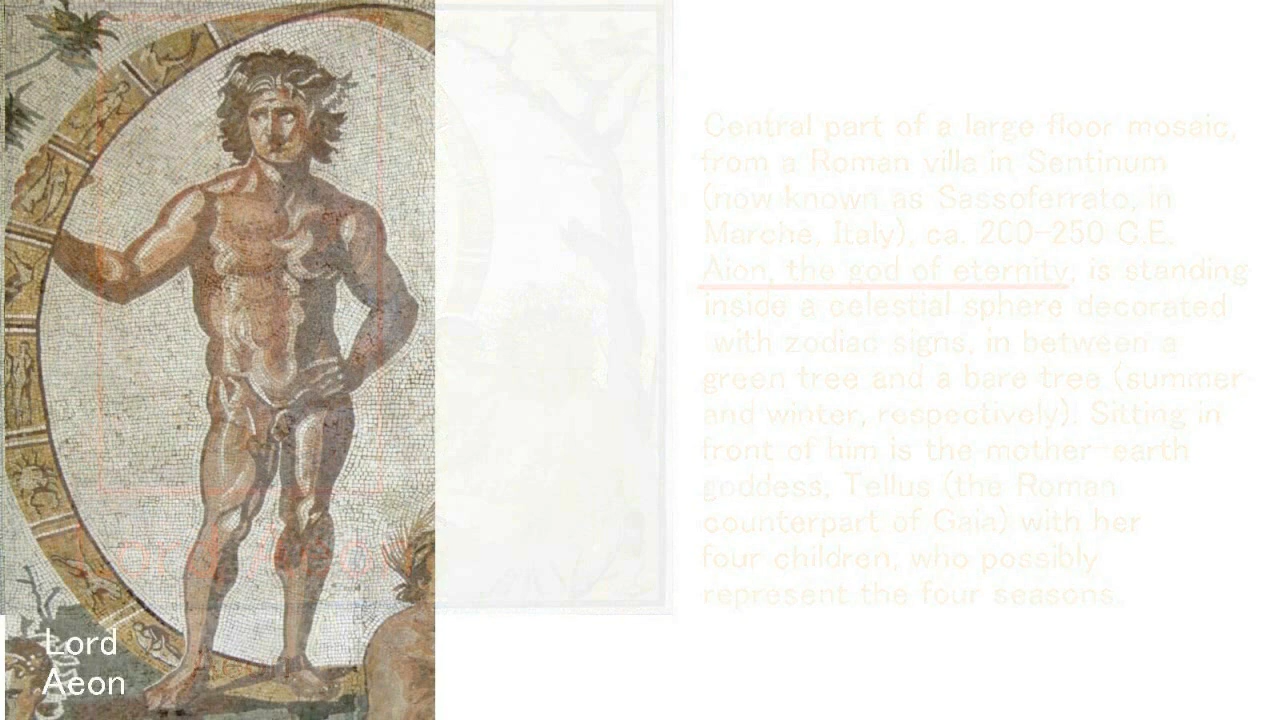 Central part of a large floor mosaic,
from a Roman villa in Sentinum
(now known as Sassoferrato, in
Marche, Italy), ca. 200-250 C.E.
Aion, the god of eternity, is standing
inside a celestial sphere decorated
with zodiac signs, in between a
green tree and a bare tree (summer
and winter, respectively). Sitting in
front of him is the mother-earth
goddess, Tellus (the Roman
counterpart of Gaia) with her
four children, who possibly
represent the four seasons.
Lord Aeon
Lord
Aeon